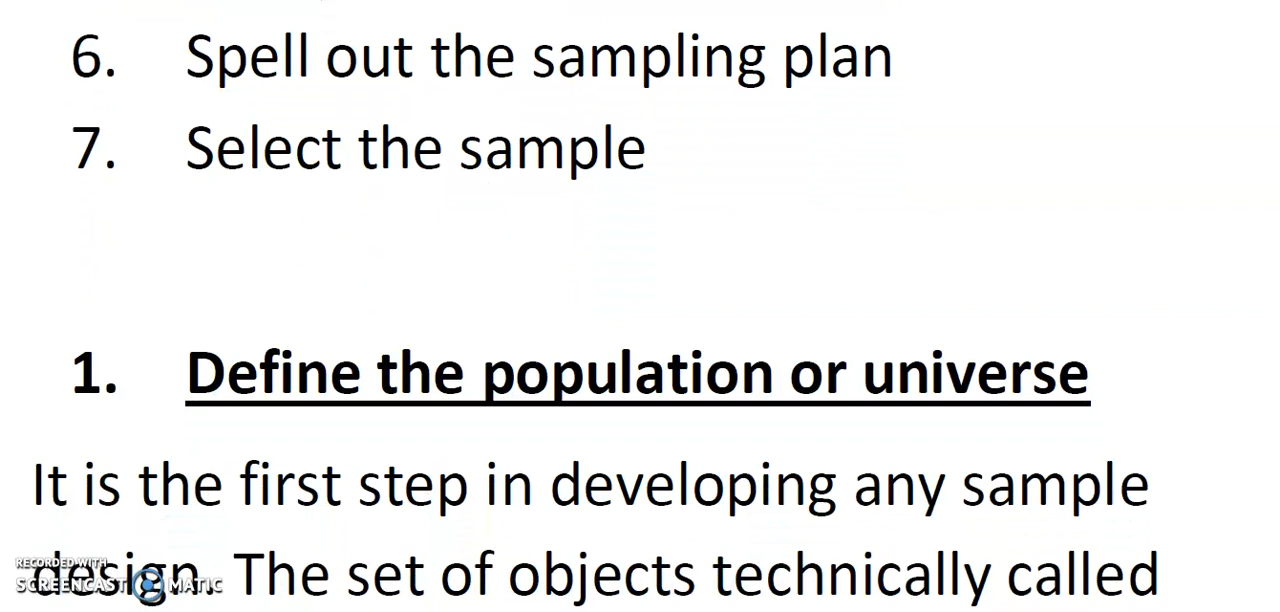 6. Spell out the sampling plan
7. Select the sample
1. Define the population or universe
It is the first step in developing any sample
design. The set of objects technically called
RECORDED WITH
SCREENCAST MATIC